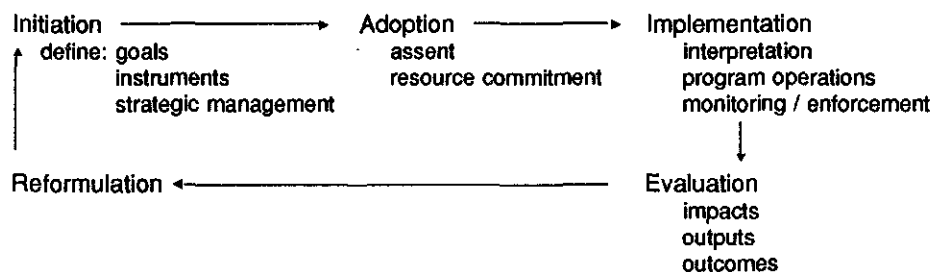 Initiation Adoption Implementation
define: goals assent interpretation
instruments resource commitment program operations
strategic management monitoring / enforcement
Reformulation Evaluation
impacts
outputs
outcomes